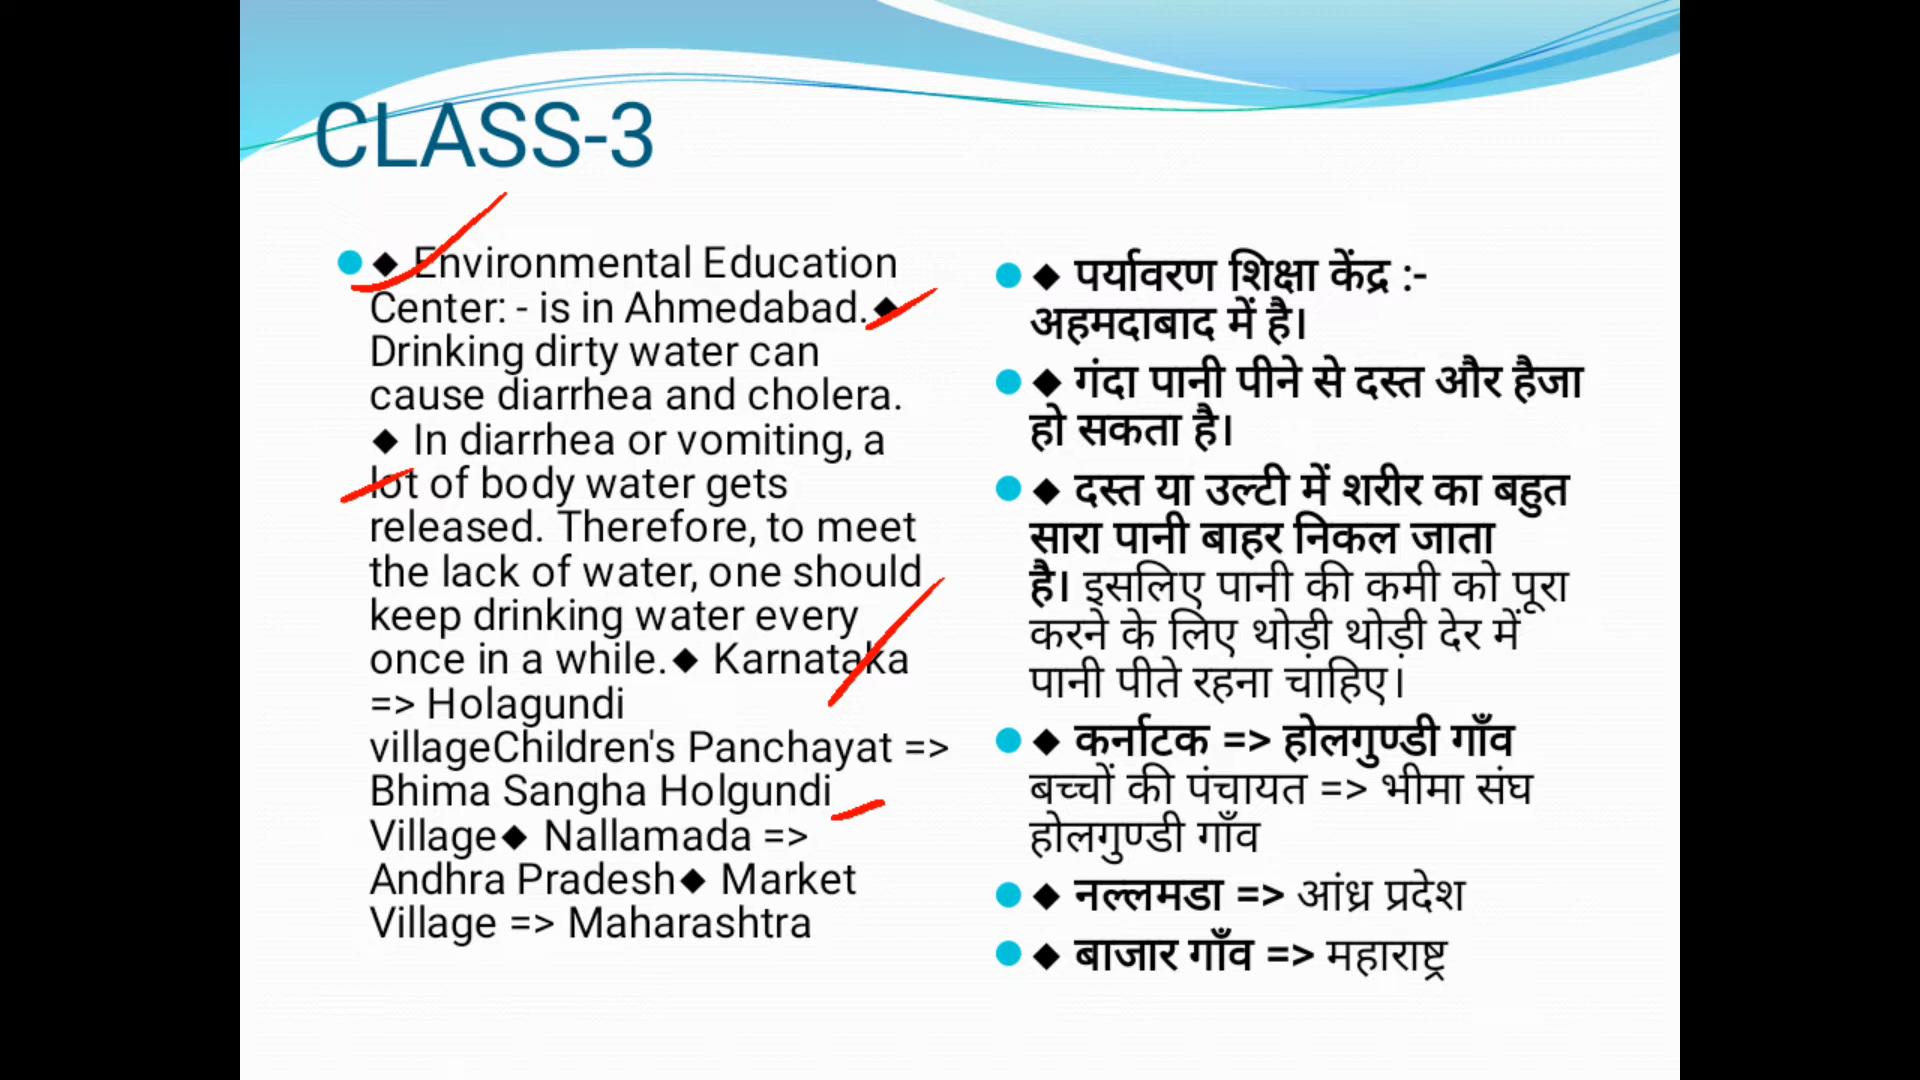 CLASS-3
◆ Environmental Education
Center: - is in Ahmedabad.◆
Drinking dirty water can
cause diarrhea and cholera.
◆ In diarrhea or vomiting, a
lot of body water gets
released. Therefore, to meet
the lack of water, one should
keep drinking water every
once in a while.◆ Karnataka
=> Holagundi
villageChildren's Panchayat =>
Bhima Sangha Holgundi
Village◆ Nallamada =>
Andhra Pradesh◆ Market
Village => Maharashtra
◆ पर्यावरण शिक्षा केंद्र :-
अहमदाबाद में है।
◆ गंदा पानी पीने से दस्त और हैजा
हो सकता है।
◆ दस्त या उल्टी में शरीर का बहुत
सारा पानी बाहर निकल जाता
है। इसलिए पानी की कमी को पूरा
करने के लिए थोड़ी थोड़ी देर में
पानी पीते रहना चाहिए।
◆ कर्नाटक => होलगुण्डी गाँव
बच्चों की पंचायत => भीमा संघ
होलगुण्डी गाँव
◆ नल्लमडा => आंध्र प्रदेश
◆ बाजार गाँव => महाराष्ट्र